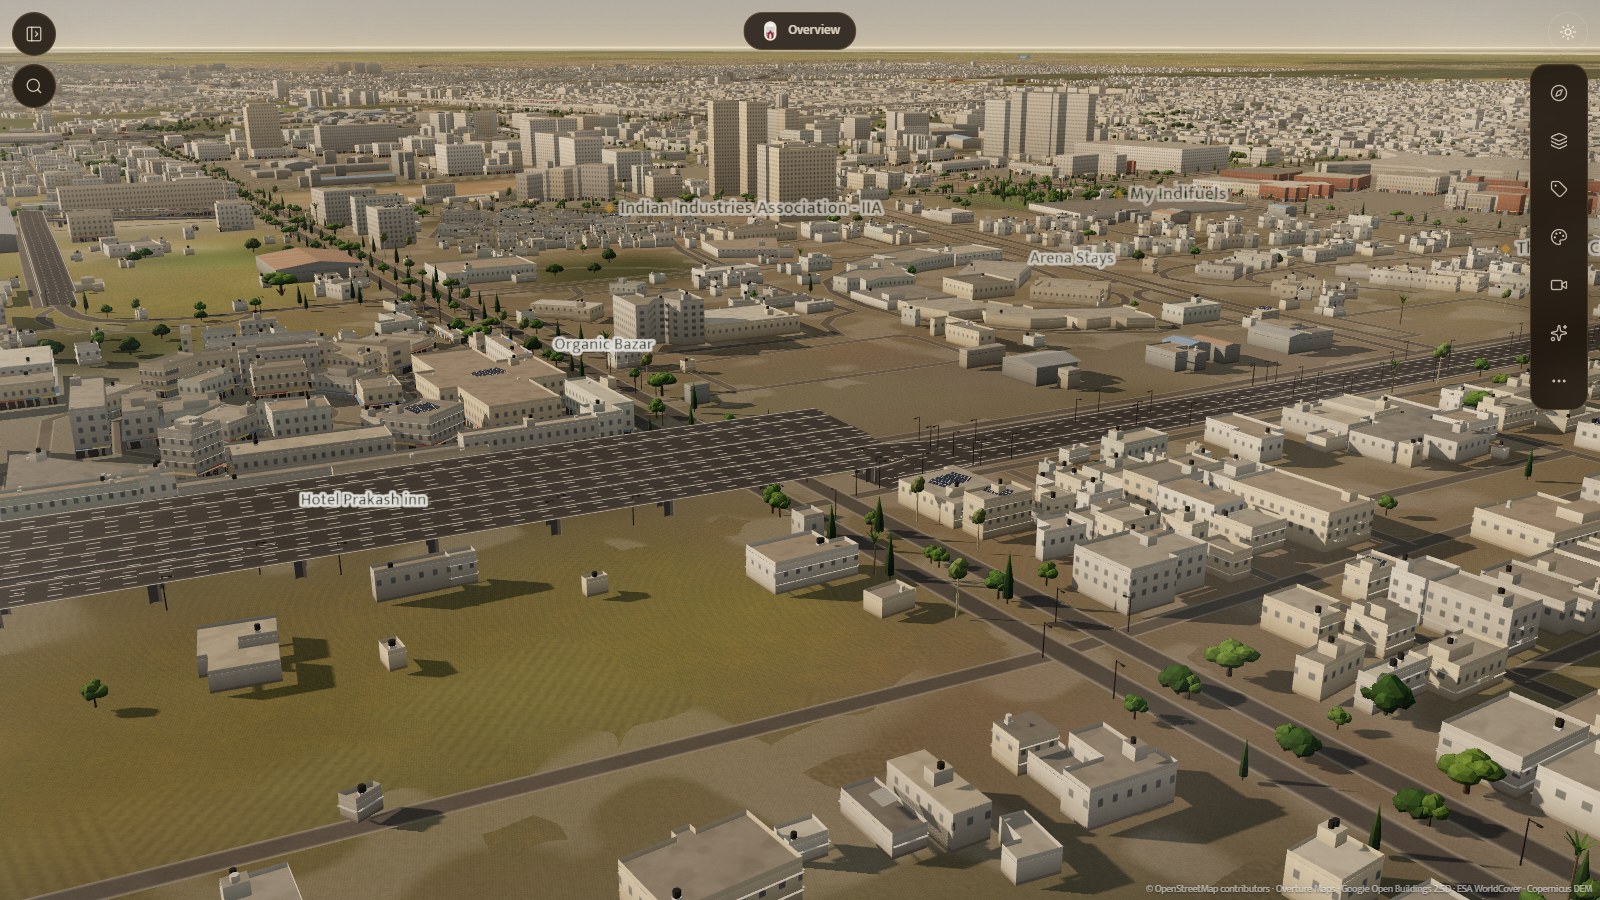 Overview
Indian Industries Association - IIA
My Indifuels
Arena Stays
Organic Bazar
Hotel Prakash inn
© OpenStreetMap contributors · Overture Maps · Google Open Buildings 2.5D · ESA WorldCover · Copernicus DEM